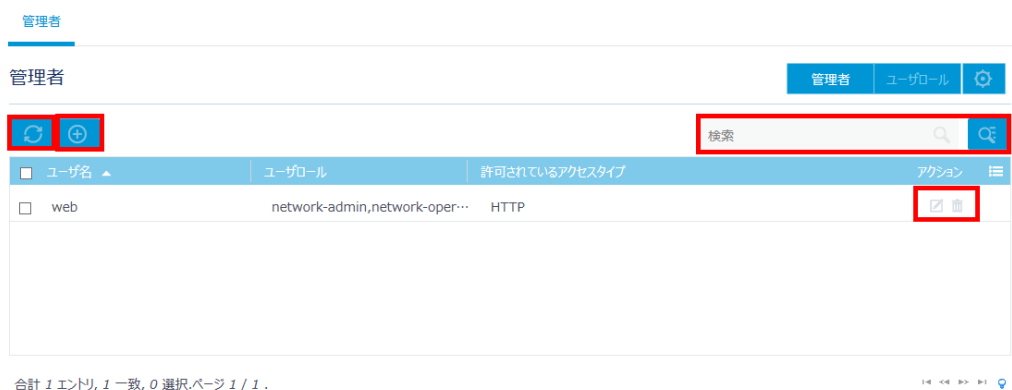 管理者
管理者
管理者 ユーザロール
検索
ユーザ名 ユーザロール 許可されているアクセスタイプ アクション
web network-admin,network-oper… HTTP
合計 1 エントリ, 1 一致, 0 選択.ページ 1 / 1 .